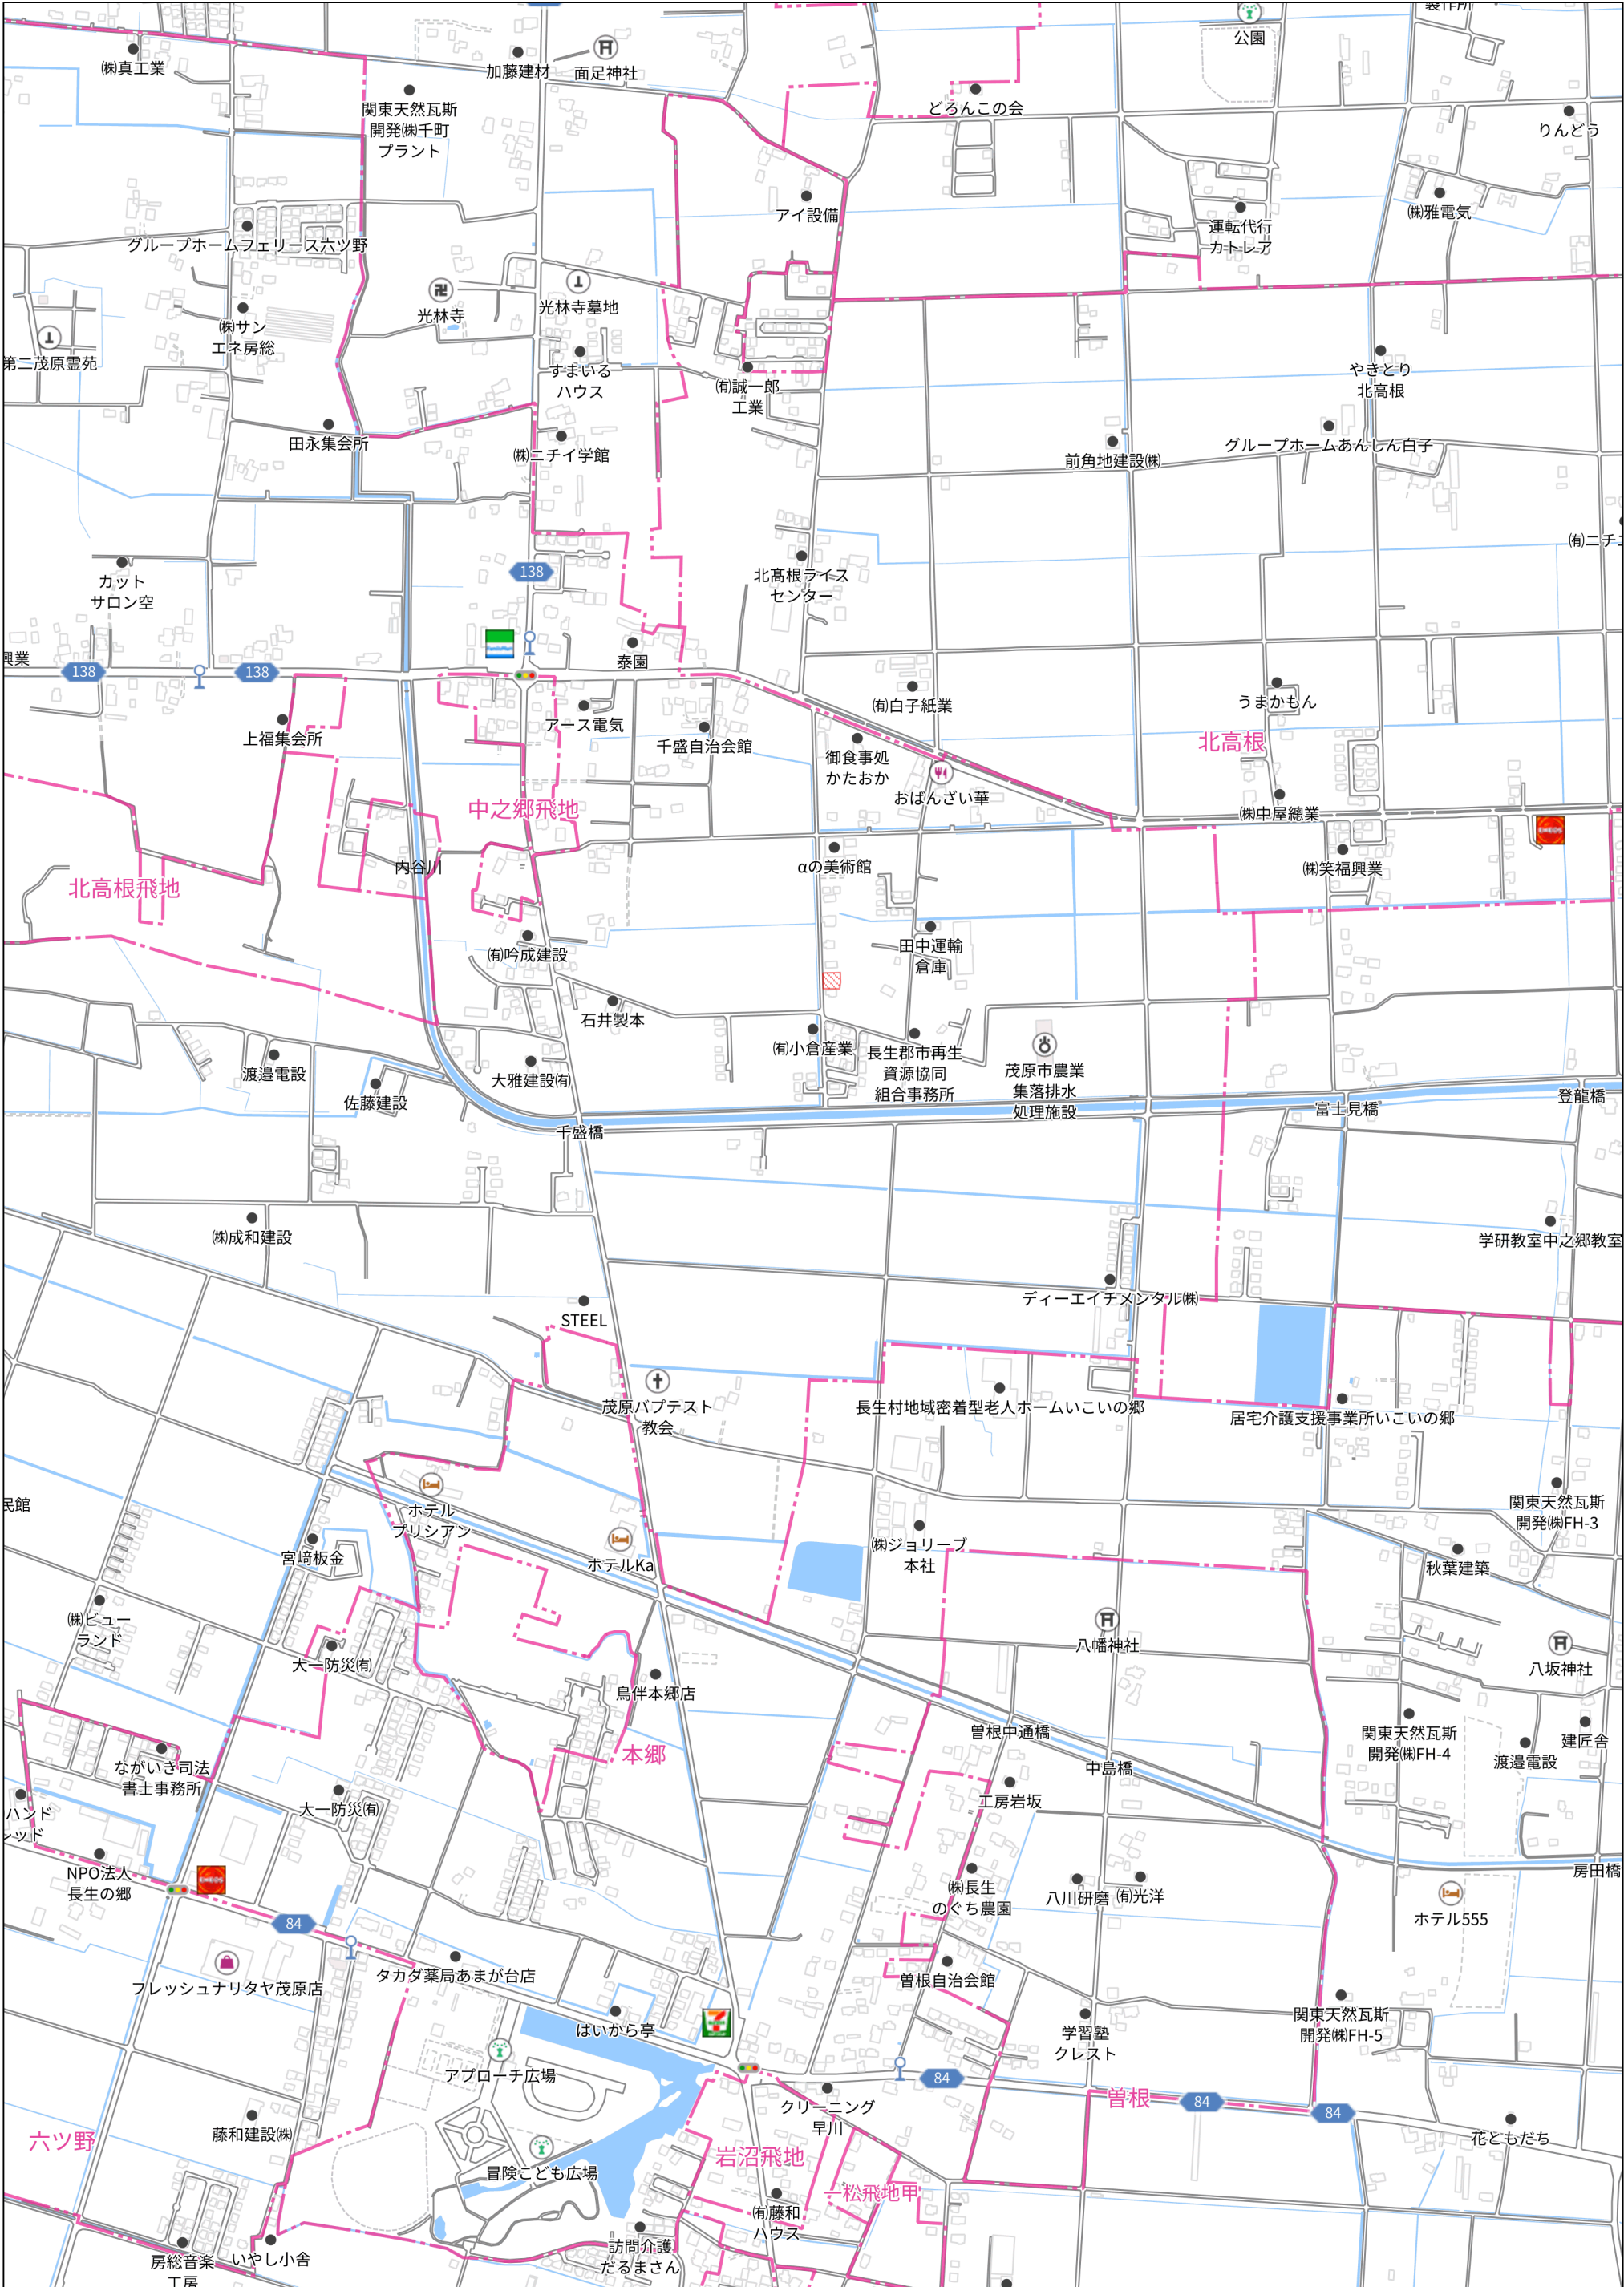 製作所
公園
㈱真工業
加藤建材
面足神社
関東天然瓦斯
開発㈱千町
プラント
どろんこの会
りんどう
アイ設備
㈱雅電気
運転代行
カトレア
グループホームフェリース六ツ野
光林寺
光林寺墓地
㈱サン
エネ房総
第二茂原霊苑
すまいる
ハウス
㈲誠一郎
工業
やきとり
北高根
田永集会所
㈱ニチイ学館
前角地建設㈱
グループホームあんしん白子
カット
サロン空
138
北髙根ライス
センター
㈲ニチ
興業
138
138
FamilyMart
泰園
㈲白子紙業
うまかもん
上福集会所
アース電気
千盛自治会館
北高根
御食事処
かたおか
おばんざい華
中之郷飛地
㈱中屋總業
ENEOS
内谷川
αの美術館
㈱笑福興業
北高根飛地
㈲吟成建設
田中運輸
倉庫
石井製本
㈲小倉産業
長生郡市再生
資源協同
組合事務所
茂原市農業
集落排水
処理施設
渡邉電設
大雅建設㈲
佐藤建設
富士見橋
登龍橋
千盛橋
㈱成和建設
学研教室中之郷教室
STEEL
ディーエイチメンタル㈱
茂原バプテスト
教会
長生村地域密着型老人ホームいこいの郷
居宅介護支援事業所いこいの郷
民館
ホテル
プリシアン
ホテルKa
関東天然瓦斯
開発㈱FH-3
宮﨑板金
㈱ジョリーブ
本社
秋葉建築
㈱ビュー
ランド
大一防災㈲
八幡神社
八坂神社
鳥伴本郷店
曽根中通橋
本郷
中島橋
関東天然瓦斯
開発㈱FH-4
渡邉電設
建匠舎
ながいき司法
書士事務所
大一防災㈲
工房岩坂
ハンド
レッド
NPO法人
長生の郷
ENEOS
㈱長生
のぐち農園
八川研磨
㈲光洋
房田橋
ホテル555
84
フレッシュナリタヤ茂原店
タカダ薬局あまが台店
曽根自治会館
はいから亭
学習塾
クレスト
関東天然瓦斯
開発㈱FH-5
アプローチ広場
84
クリーニング
早川
曽根
84
84
六ツ野
藤和建設㈱
花ともだち
冒険こども広場
岩沼飛地
一松飛地甲
㈲藤和
ハウス
房総音楽
工房
いやし小舎
訪問介護
だるまさん